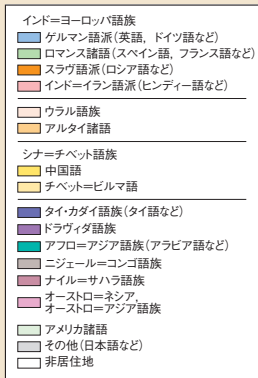 インド=ヨーロッパ語族
ゲルマン語派(英語, ドイツ語など)
ロマンス諸語(スペイン語, フランス語など)
スラヴ語派(ロシア語など)
インド=イラン語派(ヒンディー語など)
ウラル語族
アルタイ諸語
シナ=チベット語族
中国語
チベット=ビルマ語
タイ・カダイ語族(タイ語など)
ドラヴィダ語族
アフロ=アジア語族(アラビア語など)
ニジェール=コンゴ語族
ナイル=サハラ語族
オーストロ=ネシア,
オーストロ=アジア語族
アメリカ諸語
その他(日本語など)
非居住地